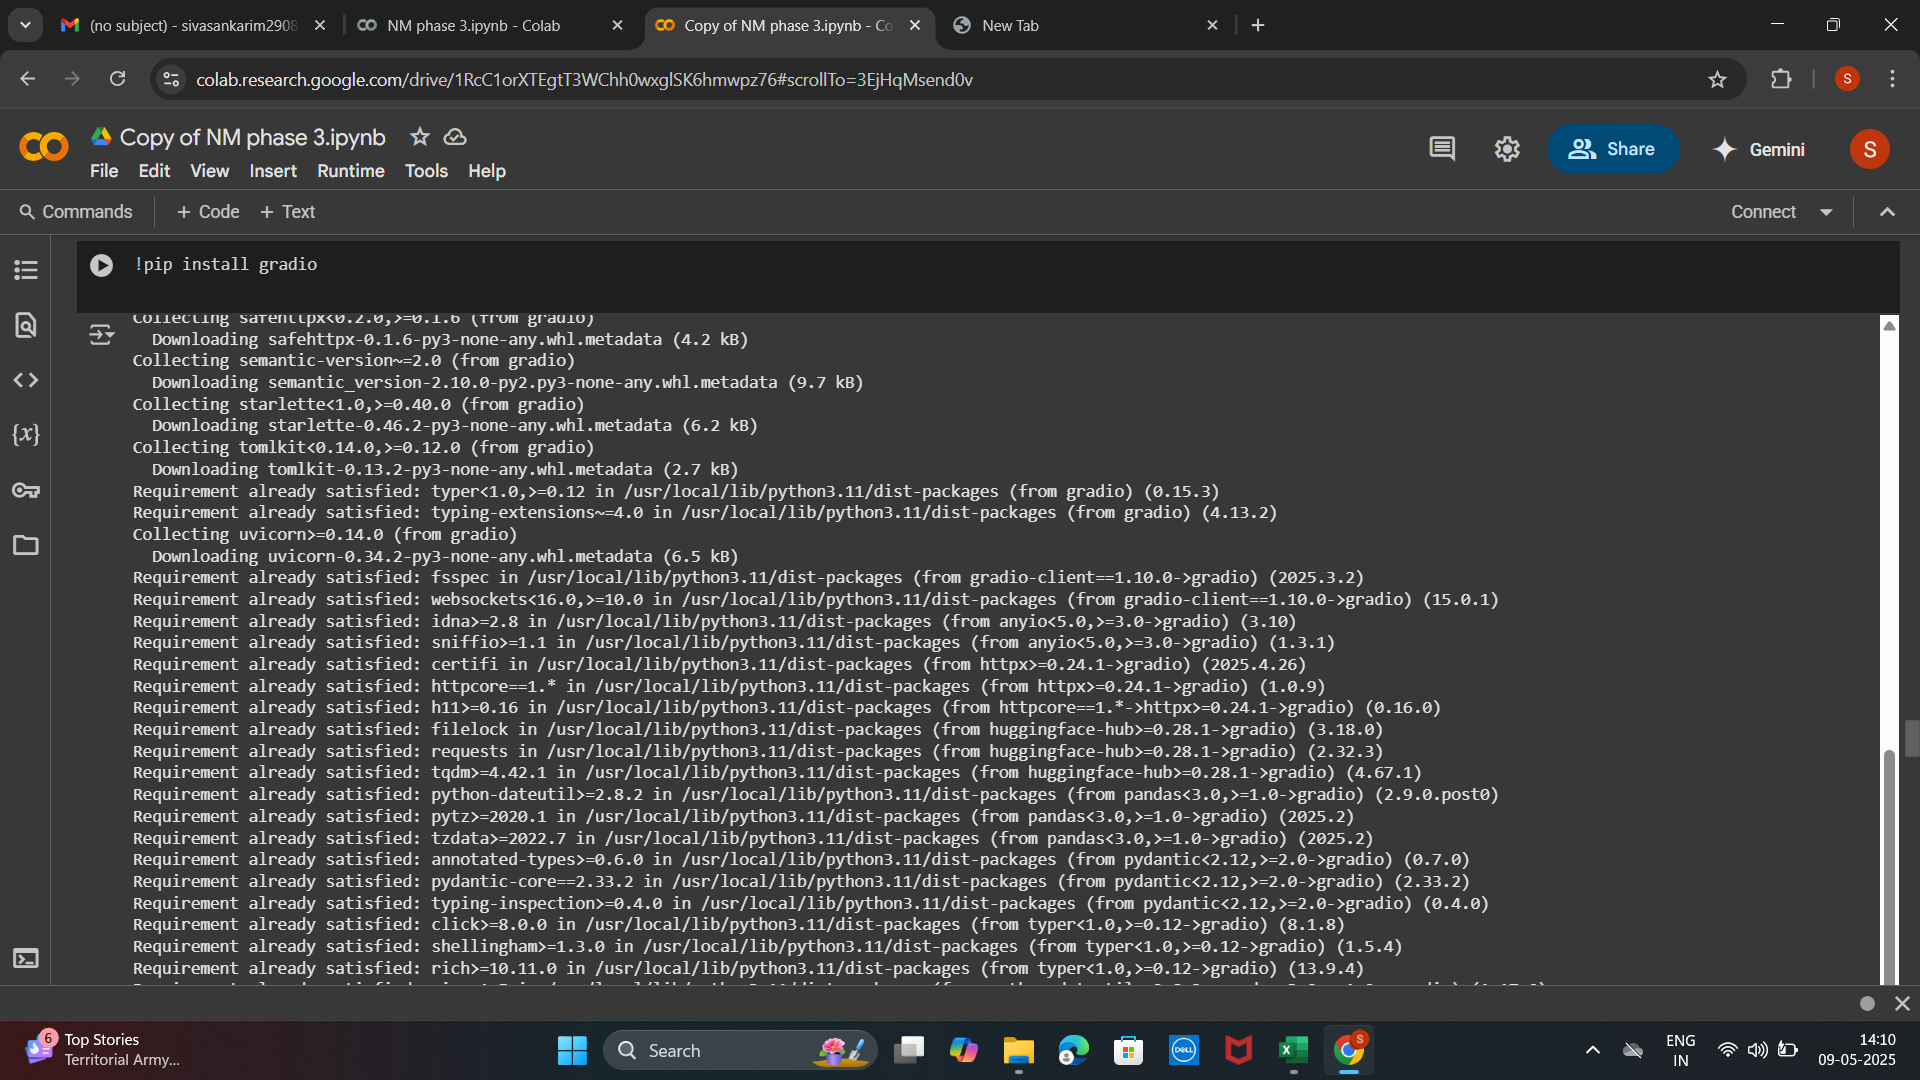 (no subject) - sivasankarim2908
NM phase 3.ipynb - Colab
Copy of NM phase 3.ipynb - Co
New Tab
colab.research.google.com/drive/1RcC1orXTEgtT3WChh0wxglSK6hmwpz76#scrollTo=3EjHqMsend0v
S
Copy of NM phase 3.ipynb
File Edit View Insert Runtime Tools Help
Share
Gemini
S
Commands + Code + Text
Connect
!pip install gradio
Collecting safehttpx<0.2.0,>=0.1.6 (from gradio)
Downloading safehttpx-0.1.6-py3-none-any.whl.metadata (4.2 kB)
Collecting semantic-version~=2.0 (from gradio)
Downloading semantic_version-2.10.0-py2.py3-none-any.whl.metadata (9.7 kB)
Collecting starlette<1.0,>=0.40.0 (from gradio)
Downloading starlette-0.46.2-py3-none-any.whl.metadata (6.2 kB)
Collecting tomlkit<0.14.0,>=0.12.0 (from gradio)
Downloading tomlkit-0.13.2-py3-none-any.whl.metadata (2.7 kB)
Requirement already satisfied: typer<1.0,>=0.12 in /usr/local/lib/python3.11/dist-packages (from gradio) (0.15.3)
Requirement already satisfied: typing-extensions~=4.0 in /usr/local/lib/python3.11/dist-packages (from gradio) (4.13.2)
Collecting uvicorn>=0.14.0 (from gradio)
Downloading uvicorn-0.34.2-py3-none-any.whl.metadata (6.5 kB)
Requirement already satisfied: fsspec in /usr/local/lib/python3.11/dist-packages (from gradio-client==1.10.0->gradio) (2025.3.2)
Requirement already satisfied: websockets<16.0,>=10.0 in /usr/local/lib/python3.11/dist-packages (from gradio-client==1.10.0->gradio) (15.0.1)
Requirement already satisfied: idna>=2.8 in /usr/local/lib/python3.11/dist-packages (from anyio<5.0,>=3.0->gradio) (3.10)
Requirement already satisfied: sniffio>=1.1 in /usr/local/lib/python3.11/dist-packages (from anyio<5.0,>=3.0->gradio) (1.3.1)
Requirement already satisfied: certifi in /usr/local/lib/python3.11/dist-packages (from httpx>=0.24.1->gradio) (2025.4.26)
Requirement already satisfied: httpcore==1.* in /usr/local/lib/python3.11/dist-packages (from httpx>=0.24.1->gradio) (1.0.9)
Requirement already satisfied: h11>=0.16 in /usr/local/lib/python3.11/dist-packages (from httpcore==1.*->httpx>=0.24.1->gradio) (0.16.0)
Requirement already satisfied: filelock in /usr/local/lib/python3.11/dist-packages (from huggingface-hub>=0.28.1->gradio) (3.18.0)
Requirement already satisfied: requests in /usr/local/lib/python3.11/dist-packages (from huggingface-hub>=0.28.1->gradio) (2.32.3)
Requirement already satisfied: tqdm>=4.42.1 in /usr/local/lib/python3.11/dist-packages (from huggingface-hub>=0.28.1->gradio) (4.67.1)
Requirement already satisfied: python-dateutil>=2.8.2 in /usr/local/lib/python3.11/dist-packages (from pandas<3.0,>=1.0->gradio) (2.9.0.post0)
Requirement already satisfied: pytz>=2020.1 in /usr/local/lib/python3.11/dist-packages (from pandas<3.0,>=1.0->gradio) (2025.2)
Requirement already satisfied: tzdata>=2022.7 in /usr/local/lib/python3.11/dist-packages (from pandas<3.0,>=1.0->gradio) (2025.2)
Requirement already satisfied: annotated-types>=0.6.0 in /usr/local/lib/python3.11/dist-packages (from pydantic<2.12,>=2.0->gradio) (0.7.0)
Requirement already satisfied: pydantic-core==2.33.2 in /usr/local/lib/python3.11/dist-packages (from pydantic<2.12,>=2.0->gradio) (2.33.2)
Requirement already satisfied: typing-inspection>=0.4.0 in /usr/local/lib/python3.11/dist-packages (from pydantic<2.12,>=2.0->gradio) (0.4.0)
Requirement already satisfied: click>=8.0.0 in /usr/local/lib/python3.11/dist-packages (from typer<1.0,>=0.12->gradio) (8.1.8)
Requirement already satisfied: shellingham>=1.3.0 in /usr/local/lib/python3.11/dist-packages (from typer<1.0,>=0.12->gradio) (1.5.4)
Requirement already satisfied: rich>=10.11.0 in /usr/local/lib/python3.11/dist-packages (from typer<1.0,>=0.12->gradio) (13.9.4)
6
Top Stories
Territorial Army...
Search
DELL
S
ENG
IN
14:10
09-05-2025